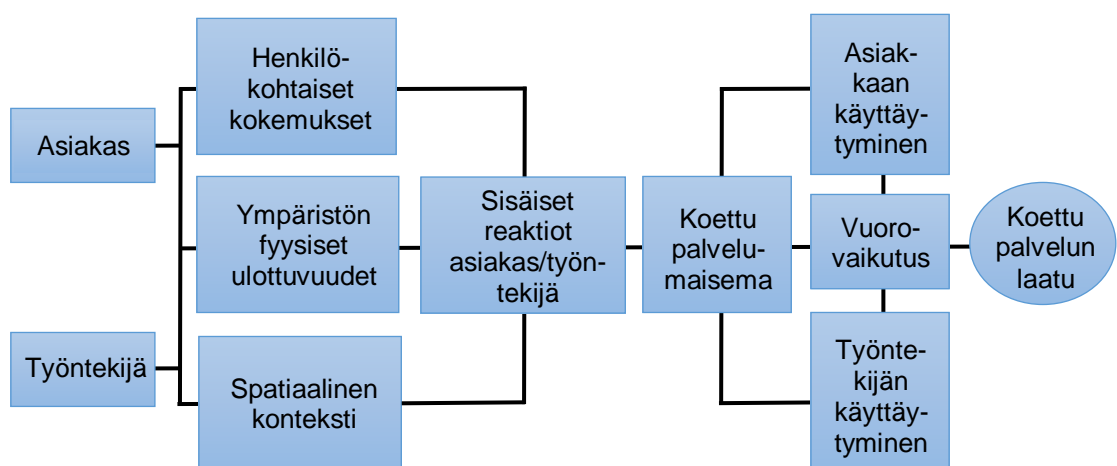 Asiakas
Työntekijä
Henkilö-
kohtaiset
kokemukset
Ympäristön
fyysiset
ulottuvuudet
Spatiaalinen
konteksti
Sisäiset
reaktiot
asiakas/työn-
tekijä
Koettu
palvelu-
maisema
Asiak-
kaan
käyttäy-
tyminen
Vuoro-
vaikutus
Työnte-
kijän
käyttäy-
tyminen
Koettu
palvelun
laatu